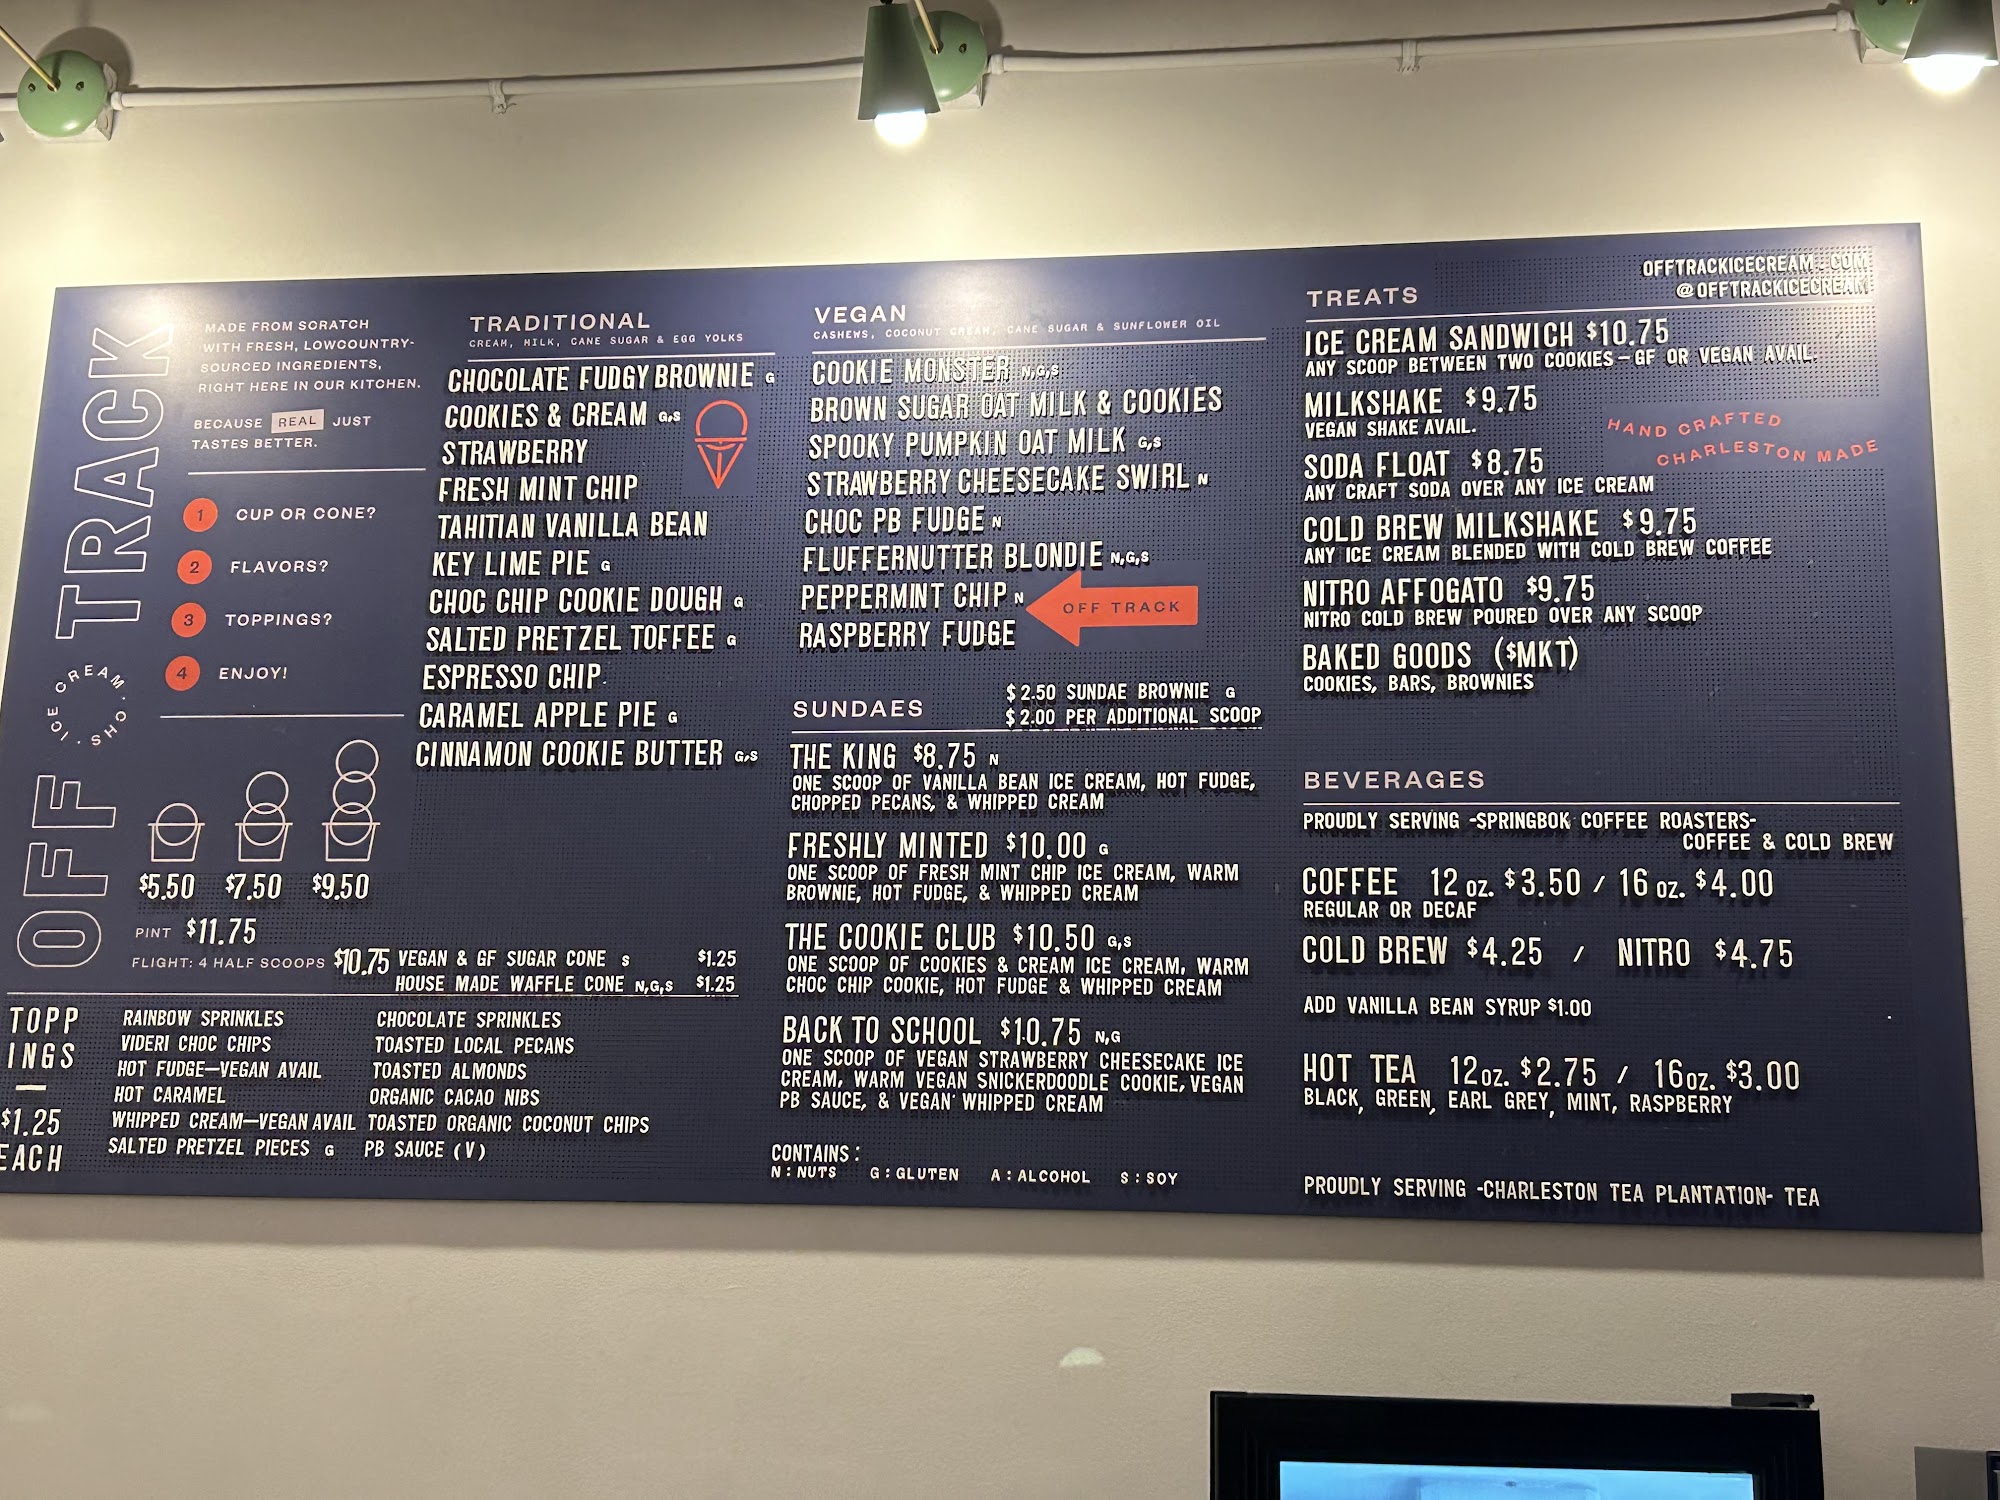 OFF TRACK
ICE CREAM. CHS.
MADE FROM SCRATCH
WITH FRESH, LOWCOUNTRY-
SOURCED INGREDIENTS,
RIGHT HERE IN OUR KITCHEN.
BECAUSE REAL JUST
TASTES BETTER.
1 CUP OR CONE?
2 FLAVORS?
3 TOPPINGS?
4 ENJOY!
$5.50 $7.50 $9.50
PINT $11.75
FLIGHT: 4 HALF SCOOPS $10.75
TRADITIONAL
CREAM, MILK, CANE SUGAR & EGG YOLKS
CHOCOLATE FUDGY BROWNIE G
COOKIES & CREAM G,S
STRAWBERRY
FRESH MINT CHIP
TAHITIAN VANILLA BEAN
KEY LIME PIE G
CHOC CHIP COOKIE DOUGH G
SALTED PRETZEL TOFFEE G
ESPRESSO CHIP
CARAMEL APPLE PIE G
CINNAMON COOKIE BUTTER G,S
VEGAN & GF SUGAR CONE S $1.25
HOUSE MADE WAFFLE CONE N,G,S $1.25
TOPP
INGS
—
$1.25
EACH
RAINBOW SPRINKLES
VIDERI CHOC CHIPS
HOT FUDGE—VEGAN AVAIL
HOT CARAMEL
WHIPPED CREAM—VEGAN AVAIL
SALTED PRETZEL PIECES G
CHOCOLATE SPRINKLES
TOASTED LOCAL PECANS
TOASTED ALMONDS
ORGANIC CACAO NIBS
TOASTED ORGANIC COCONUT CHIPS
PB SAUCE (V)
VEGAN
CASHEWS, COCONUT CREAM, CANE SUGAR & SUNFLOWER OIL
COOKIE MONSTER N,G,S
BROWN SUGAR OAT MILK & COOKIES
SPOOKY PUMPKIN OAT MILK G,S
STRAWBERRY CHEESECAKE SWIRL N
CHOC PB FUDGE N
FLUFFERNUTTER BLONDIE N,G,S
PEPPERMINT CHIP N
RASPBERRY FUDGE
OFF TRACK
SUNDAES
$2.50 SUNDAE BROWNIE G
$2.00 PER ADDITIONAL SCOOP
THE KING $8.75 N
ONE SCOOP OF VANILLA BEAN ICE CREAM, HOT FUDGE,
CHOPPED PECANS, & WHIPPED CREAM
FRESHLY MINTED $10.00 G
ONE SCOOP OF FRESH MINT CHIP ICE CREAM, WARM
BROWNIE, HOT FUDGE, & WHIPPED CREAM
THE COOKIE CLUB $10.50 G,S
ONE SCOOP OF COOKIES & CREAM ICE CREAM, WARM
CHOC CHIP COOKIE, HOT FUDGE & WHIPPED CREAM
BACK TO SCHOOL $10.75 N,G
ONE SCOOP OF VEGAN STRAWBERRY CHEESECAKE ICE
CREAM, WARM VEGAN SNICKERDOODLE COOKIE, VEGAN
PB SAUCE, & VEGAN WHIPPED CREAM
CONTAINS:
N:NUTS G:GLUTEN A:ALCOHOL S:SOY
OFFTRACKICECREAM.COM
@OFFTRACKICECREAM
TREATS
ICE CREAM SANDWICH $10.75
ANY SCOOP BETWEEN TWO COOKIES—GF OR VEGAN AVAIL.
MILKSHAKE $9.75
VEGAN SHAKE AVAIL.
HAND CRAFTED
CHARLESTON MADE
SODA FLOAT $8.75
ANY CRAFT SODA OVER ANY ICE CREAM
COLD BREW MILKSHAKE $9.75
ANY ICE CREAM BLENDED WITH COLD BREW COFFEE
NITRO AFFOGATO $9.75
NITRO COLD BREW POURED OVER ANY SCOOP
BAKED GOODS ($MKT)
COOKIES, BARS, BROWNIES
BEVERAGES
PROUDLY SERVING -SPRINGBOK COFFEE ROASTERS-
COFFEE & COLD BREW
COFFEE 12 OZ. $3.50 / 16 OZ. $4.00
REGULAR OR DECAF
COLD BREW $4.25 / NITRO $4.75
ADD VANILLA BEAN SYRUP $1.00
HOT TEA 12OZ. $2.75 / 16OZ. $3.00
BLACK, GREEN, EARL GREY, MINT, RASPBERRY
PROUDLY SERVING -CHARLESTON TEA PLANTATION- TEA